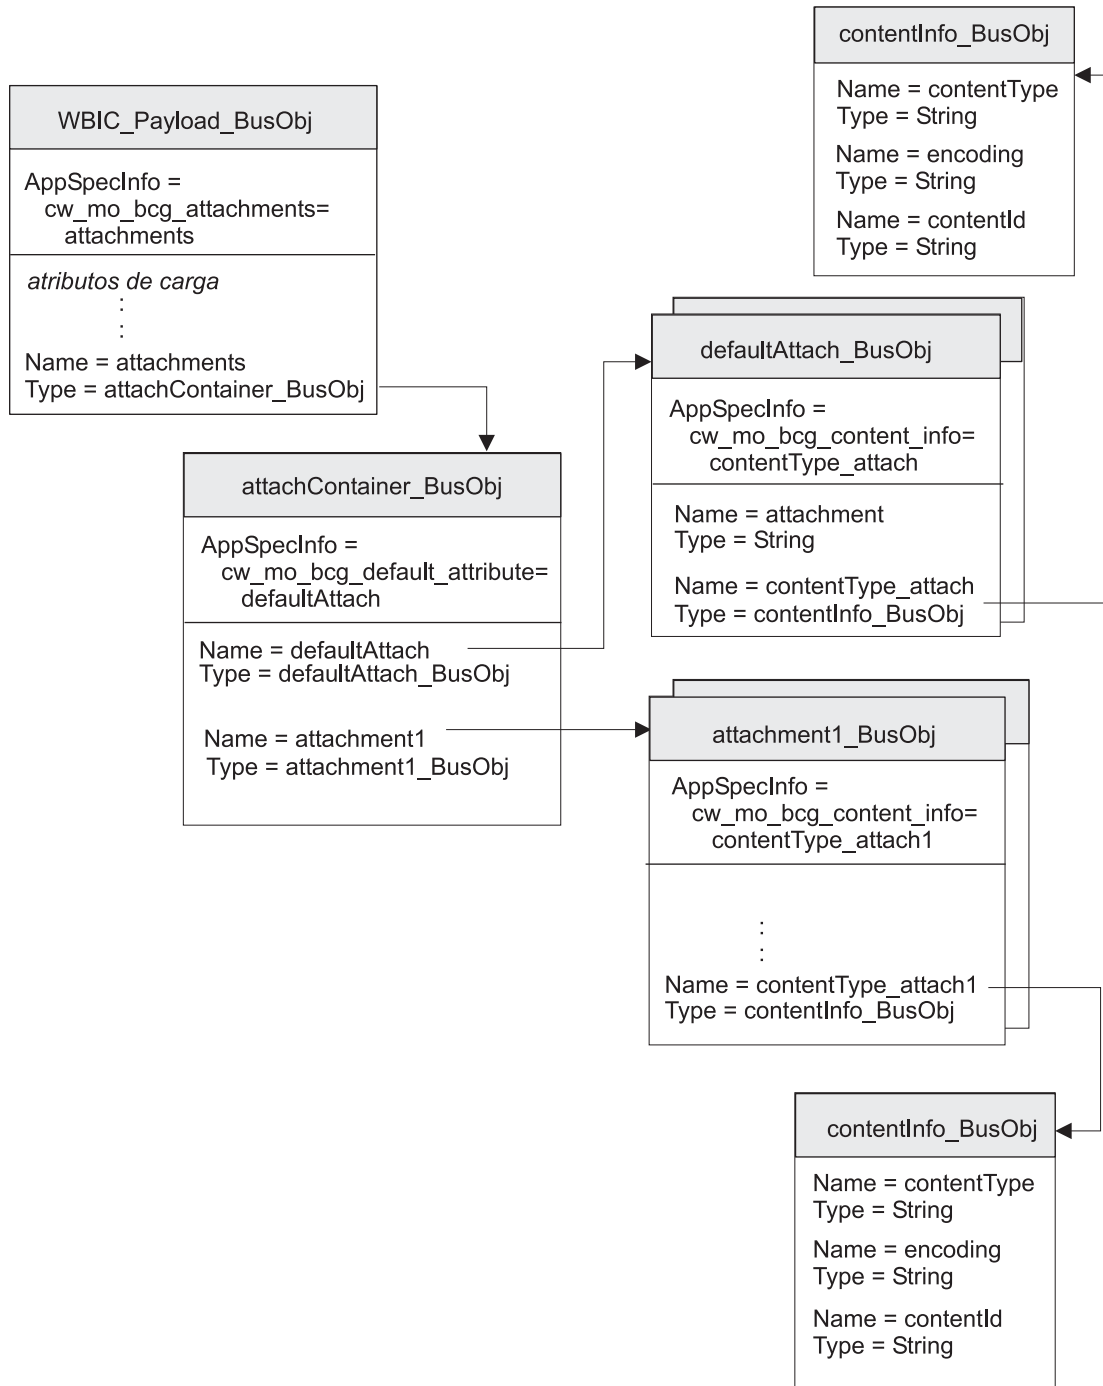 contentInfo_BusObj
Name = contentType
Type = String
Name = encoding
Type = String
Name = contentId
Type = String
WBIC_Payload_BusObj
AppSpecInfo =
cw_mo_bcg_attachments=
attachments
atributos de carga
Name = attachments
Type = attachContainer_BusObj
attachContainer_BusObj
AppSpecInfo =
cw_mo_bcg_default_attribute=
defaultAttach
Name = defaultAttach
Type = defaultAttach_BusObj
Name = attachment1
Type = attachment1_BusObj
defaultAttach_BusObj
AppSpecInfo =
cw_mo_bcg_content_info=
contentType_attach
Name = attachment
Type = String
Name = contentType_attach
Type = contentInfo_BusObj
attachment1_BusObj
AppSpecInfo =
cw_mo_bcg_content_info=
contentType_attach1
Name = contentType_attach1
Type = contentInfo_BusObj
contentInfo_BusObj
Name = contentType
Type = String
Name = encoding
Type = String
Name = contentId
Type = String